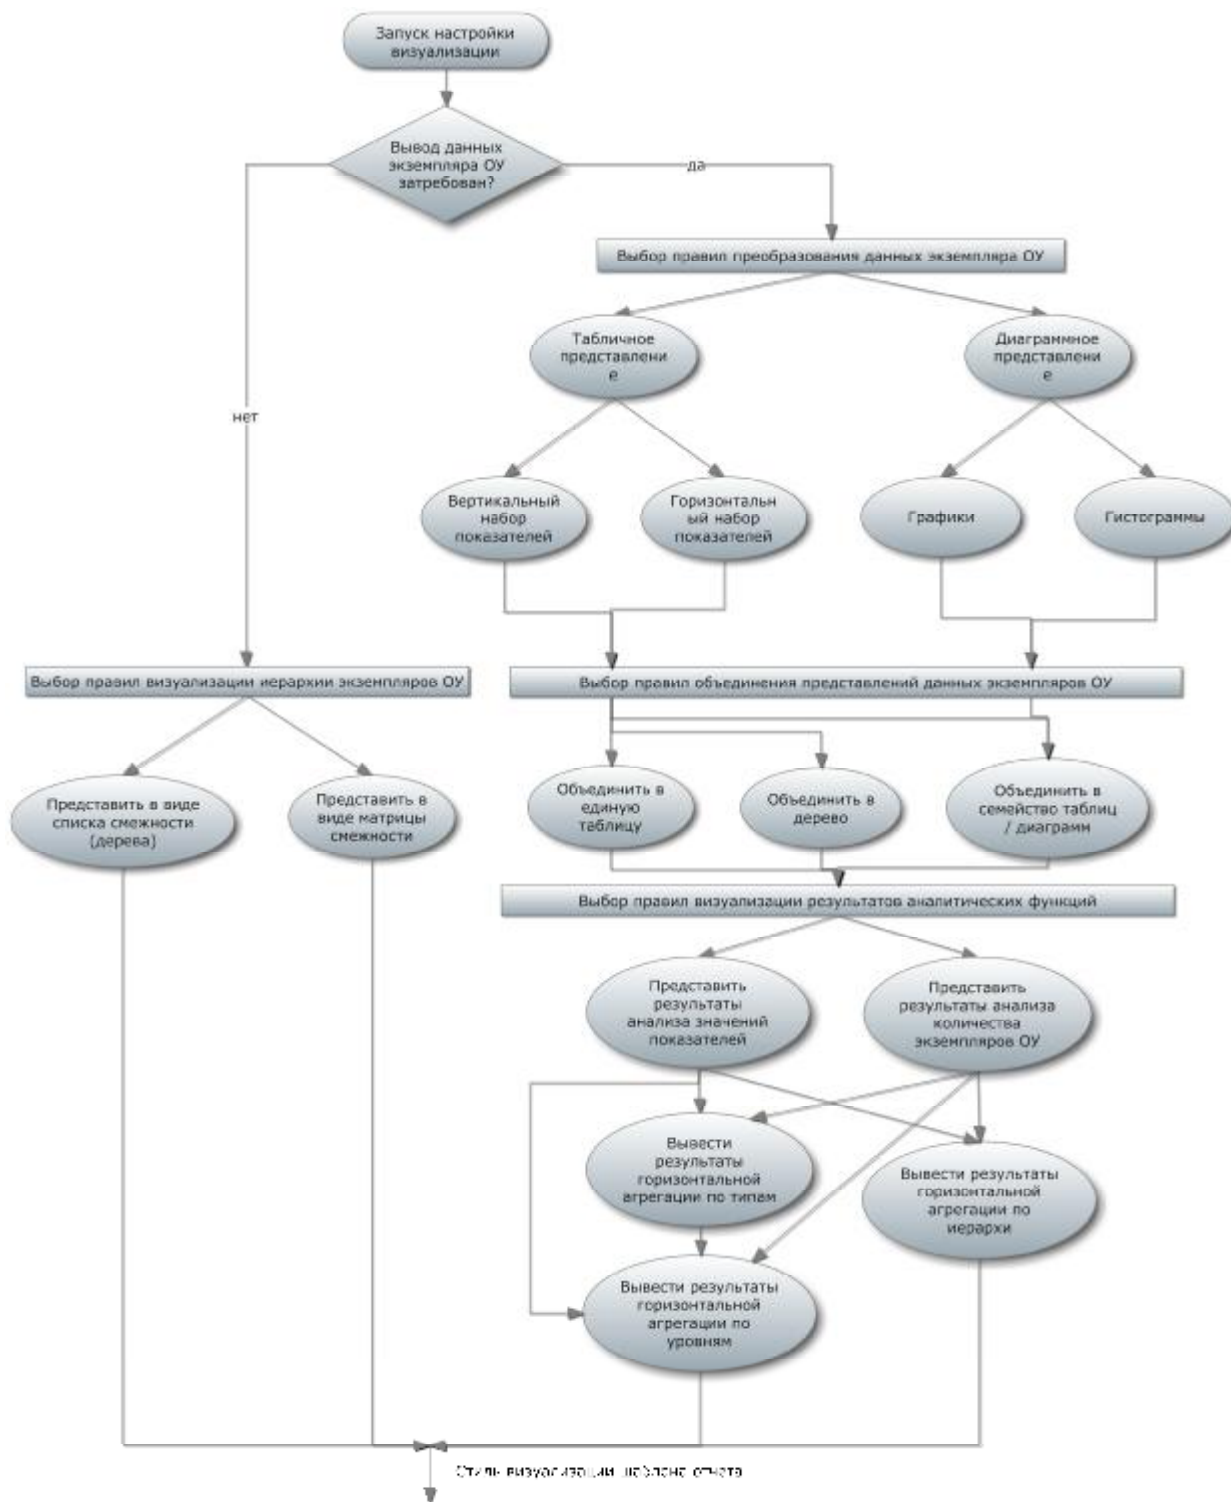 Запуск настройки
визуализации
Вывод данных
экземпляра ОУ
затребован?
да
Выбор правил преобразования данных экземпляра ОУ
Табличное
представлени
е
Диаграммное
представлени
е
нет
Вертикальный
набор
показателей
Горизонтальн
ый набор
показателей
Графики
Гистограммы
Выбор правил визуализации иерархии экземпляров ОУ
Выбор правил объединения представлений данных экземпляров ОУ
Представить в виде
списка смежности
(дерева)
Представить в
виде матрицы
смежности
Объединить в
единую
таблицу
Объединить в
дерево
Объединить в
семейство таблиц
/ диаграмм
Выбор правил визуализации результатов аналитических функций
Представить
результаты
анализа значений
показателей
Представить
результаты анализа
количества
экземпляров ОУ
Вывести
результаты
горизонтальной
агрегации по типам
Вывести результаты
горизонтальной
агрегации по
иерархи
Вывести результаты
горизонтальной
агрегации по
уровням
Стиль визуализации шаблона отчета